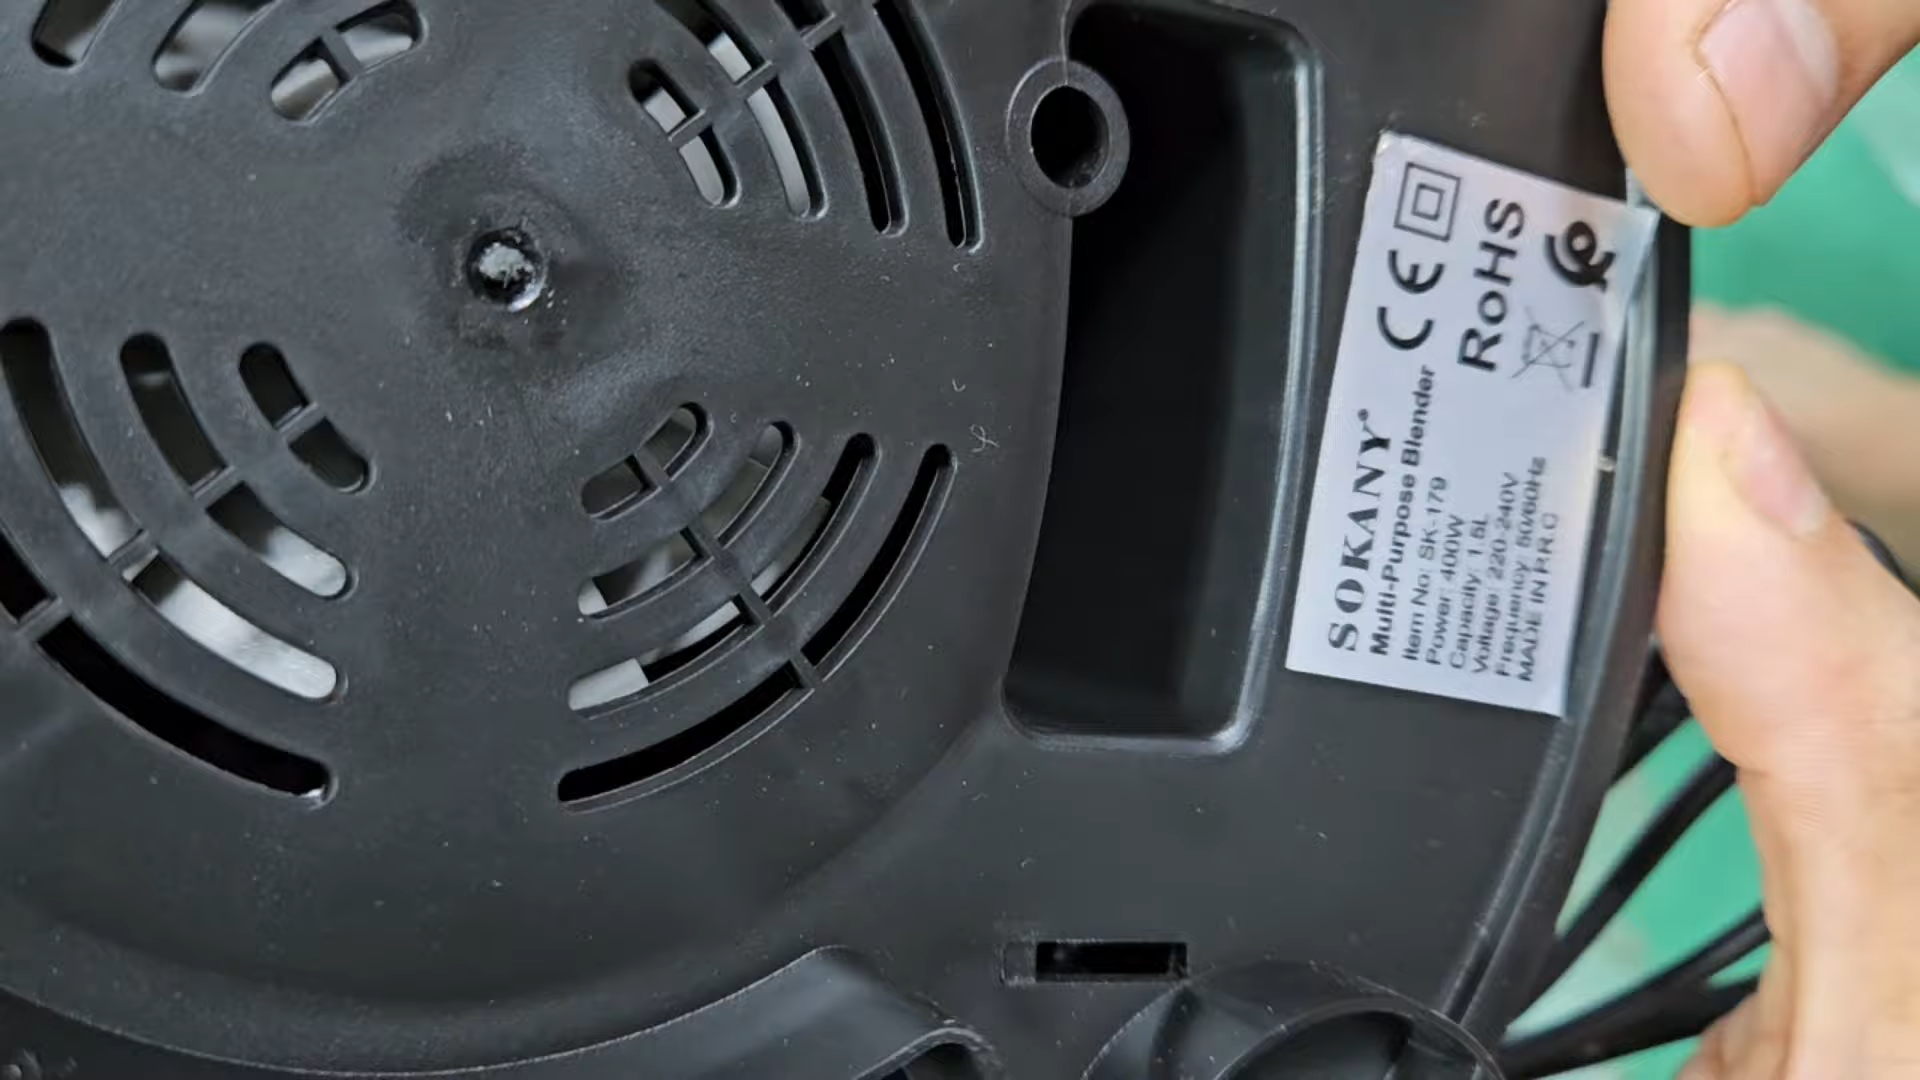 SOKANY®
Multi-Purpose Blender
Item No: SK-179
Power: 400W
Capacity: 1.5L
Voltage: 220-240V
Frequency: 50/60Hz
MADE IN P.R.C
CE
RoHS